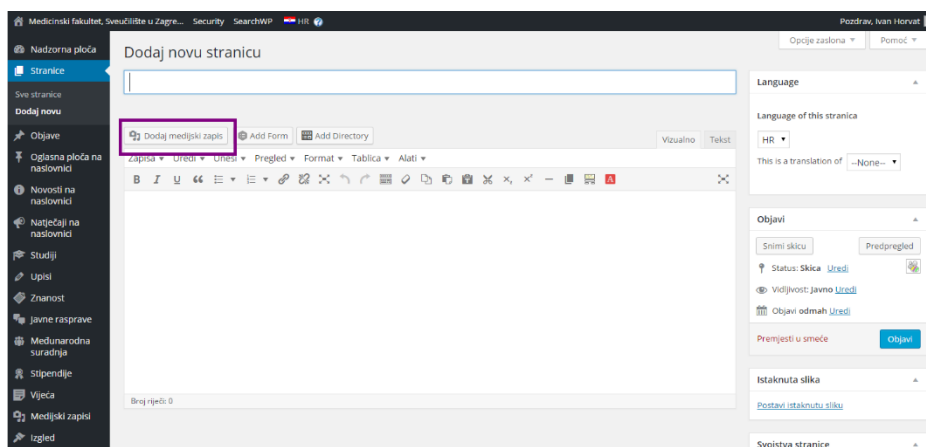 Medicinski fakultet, Sveučilište u Zagre... Security SearchWP HR Pozdrav, Ivan Horvat
Opcije zaslona Pomoć
Nadzorna ploča
Stranice
Sve stranice
Dodaj novu
Objave
Oglasna ploča na
naslovnici
Novosti na
naslovnici
Natječaji na
naslovnici
Studiji
Upisi
Znanost
Javne rasprave
Međunarodna
suradnja
Stipendije
Vijeća
Medijski zapisi
Izgled
Dodaj novu stranicu
Dodaj medijski zapis Add Form Add Directory
Vizualno Tekst
Zapisa Uredi Unesi Pregled Format Tablica Alati
B I U
Broj riječi: 0
Language
Language of this stranica
HR
This is a translation of --None--
Objavi
Snimi skicu Predpregled
Status: Skica Uredi
Vidljivost: Javno Uredi
Objavi odmah Uredi
Premjesti u smeće Objavi
Istaknuta slika
Postavi istaknutu sliku
Svojstva stranice